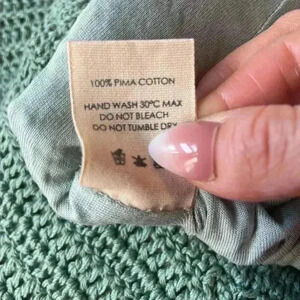 100% PIMA COTTON
HAND WASH 30°C MAX
DO NOT BLEACH
DO NOT TUMBLE DRY